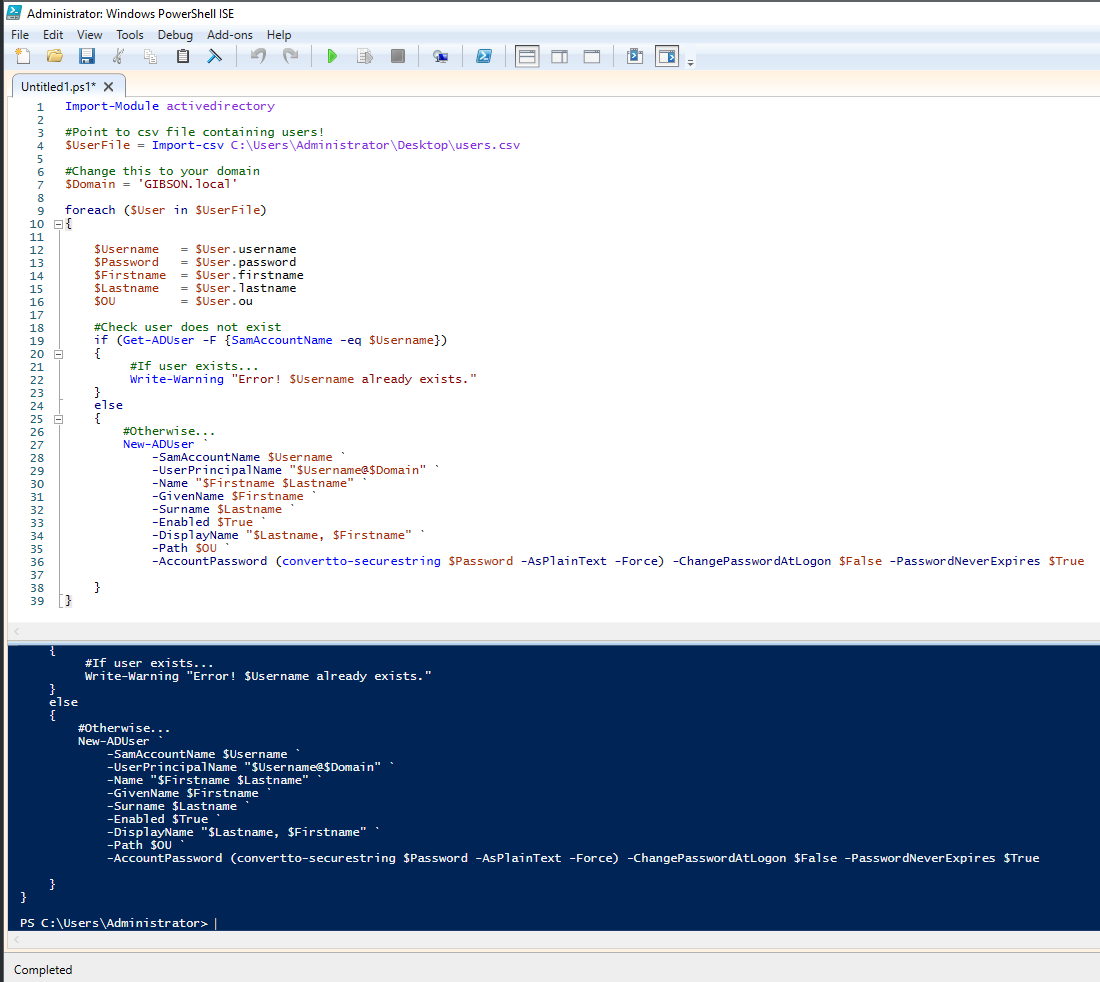 Administrator: Windows PowerShell ISE
File Edit View Tools Debug Add-ons Help
Untitled1.ps1* X
1 Import-Module activedirectory
2
3 #Point to csv file containing users!
4 $UserFile = Import-csv C:\Users\Administrator\Desktop\users.csv
5
6 #Change this to your domain
7 $Domain = 'GIBSON.local'
8
9 foreach ($User in $UserFile)
10 {
11
12 $Username = $User.username
13 $Password = $User.password
14 $Firstname = $User.firstname
15 $Lastname = $User.lastname
16 $OU = $User.ou
17
18 #Check user does not exist
19 if (Get-ADUser -F {SamAccountName -eq $Username})
20 {
21 #If user exists...
22 Write-Warning "Error! $Username already exists."
23 }
24 else
25 {
26 #Otherwise...
27 New-ADUser `
28 -SamAccountName $Username `
29 -UserPrincipalName "$Username@$Domain" `
30 -Name "$Firstname $Lastname" `
31 -GivenName $Firstname `
32 -Surname $Lastname `
33 -Enabled $True `
34 -DisplayName "$Lastname, $Firstname" `
35 -Path $OU `
36 -AccountPassword (convertto-securestring $Password -AsPlainText -Force) -ChangePasswordAtLogon $False -PasswordNeverExpires $True
37
38 }
39 }
{
#If user exists...
Write-Warning "Error! $Username already exists."
}
else
{
#Otherwise...
New-ADUser `
-SamAccountName $Username `
-UserPrincipalName "$Username@$Domain" `
-Name "$Firstname $Lastname" `
-GivenName $Firstname `
-Surname $Lastname `
-Enabled $True `
-DisplayName "$Lastname, $Firstname" `
-Path $OU `
-AccountPassword (convertto-securestring $Password -AsPlainText -Force) -ChangePasswordAtLogon $False -PasswordNeverExpires $True
}
}
PS C:\Users\Administrator>
Completed